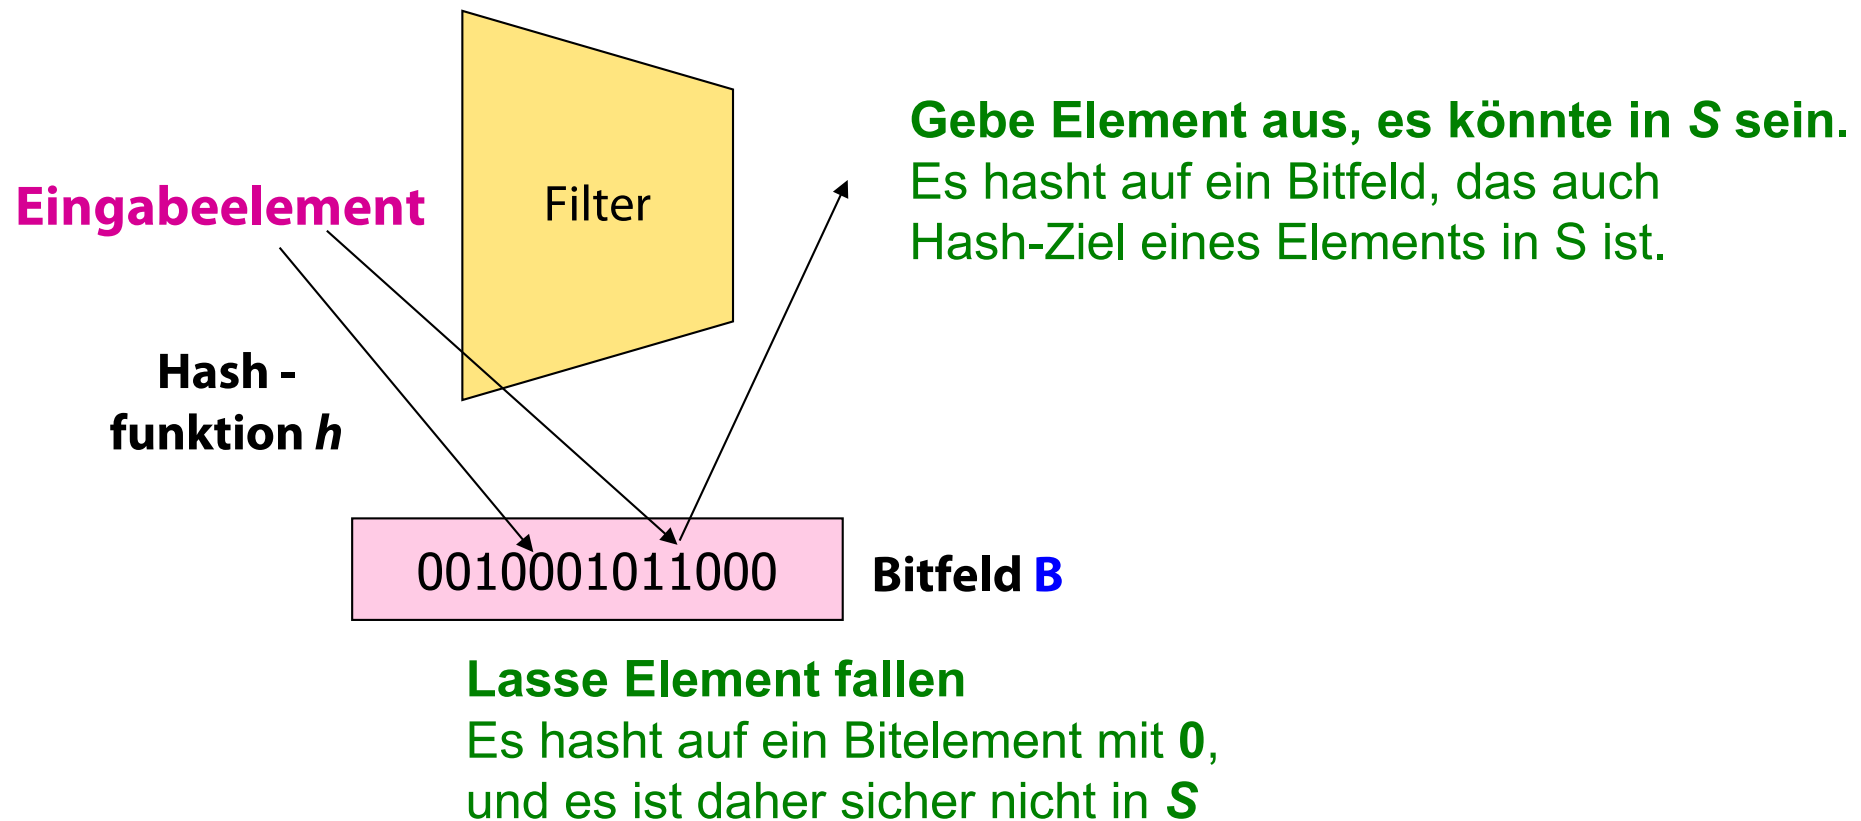 Gebe Element aus, es könnte in S sein.
Es hasht auf ein Bitfeld, das auch
Hash-Ziel eines Elements in S ist.
Eingabeelement
Filter
Hash -
funktion h
0010001011000
Bitfeld B
Lasse Element fallen
Es hasht auf ein Bitelement mit 0,
und es ist daher sicher nicht in S